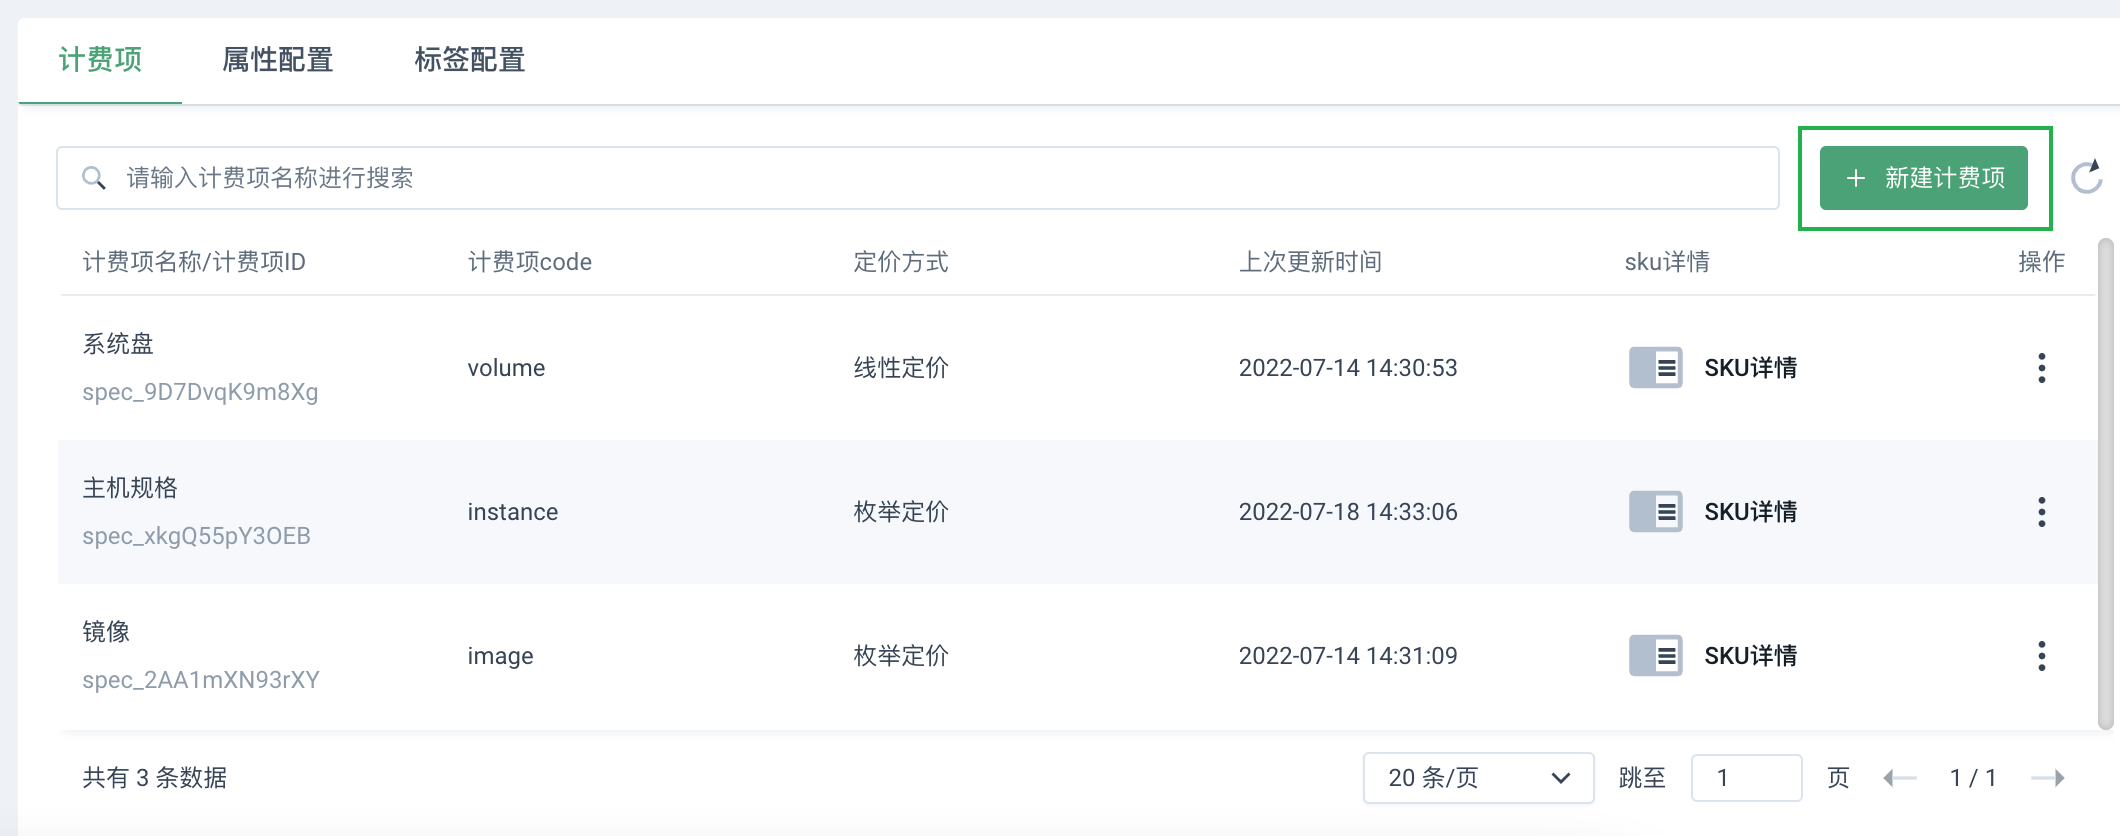 计费项 属性配置 标签配置
请输入计费项名称进行搜索 + 新建计费项
计费项名称/计费项ID 计费项code 定价方式 上次更新时间 sku详情 操作
系统盘
spec_9D7DvqK9m8Xg volume 线性定价 2022-07-14 14:30:53 SKU详情
主机规格
spec_xkgQ55pY3OEB instance 枚举定价 2022-07-18 14:33:06 SKU详情
镜像
spec_2AA1mXN93rXY image 枚举定价 2022-07-14 14:31:09 SKU详情
共有 3 条数据 20 条/页 跳至 1 页 1 / 1